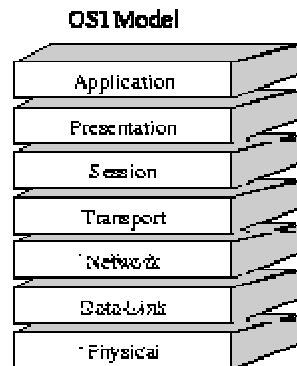 OSI Model
Application
Presentation
Session
Transport
Network
Data-Link
Physical